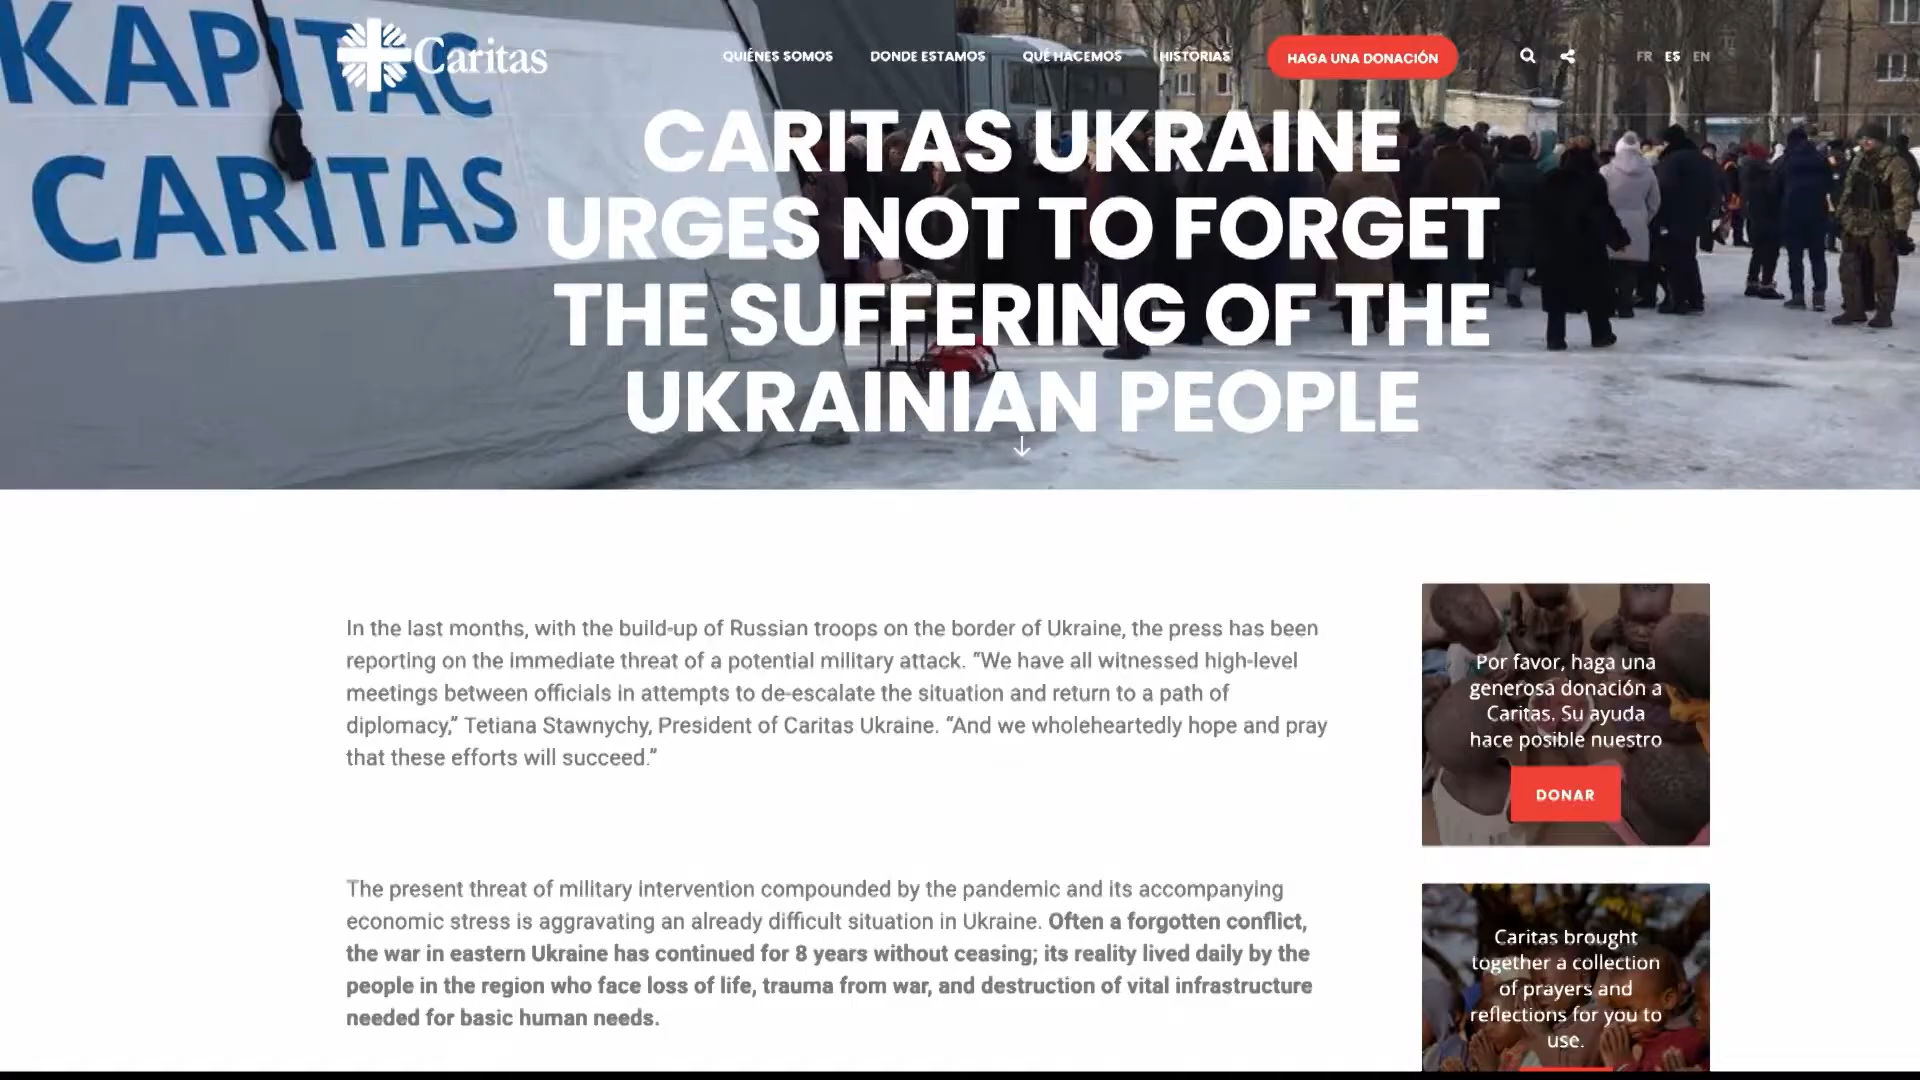 КАРІТАС
CARITAS
Caritas
QUIÉNES SOMOS DONDE ESTAMOS QUÉ HACEMOS HISTORIAS HAGA UNA DONACIÓN FR ES EN
CARITAS UKRAINE
URGES NOT TO FORGET
THE SUFFERING OF THE
UKRAINIAN PEOPLE
In the last months, with the build-up of Russian troops on the border of Ukraine, the press has been
reporting on the immediate threat of a potential military attack. “We have all witnessed high-level
meetings between officials in attempts to de-escalate the situation and return to a path of
diplomacy,” Tetiana Stawnychy, President of Caritas Ukraine. “And we wholeheartedly hope and pray
that these efforts will succeed.”
The present threat of military intervention compounded by the pandemic and its accompanying
economic stress is aggravating an already difficult situation in Ukraine. Often a forgotten conflict,
the war in eastern Ukraine has continued for 8 years without ceasing; its reality lived daily by the
people in the region who face loss of life, trauma from war, and destruction of vital infrastructure
needed for basic human needs.
Por favor, haga una
generosa donación a
Caritas. Su ayuda
hace posible nuestro
DONAR
Caritas brought
together a collection
of prayers and
reflections for you to
use.